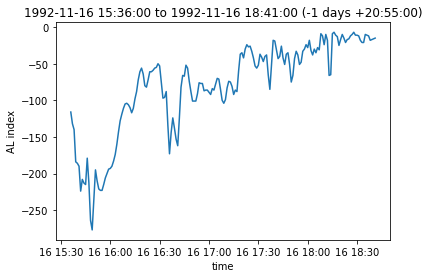 1992-11-16 15:36:00 to 1992-11-16 18:41:00 (-1 days +20:55:00)
0
−50
−100
−150
−200
−250
AL index
16 15:30 16 16:00 16 16:30 16 17:00 16 17:30 16 18:00 16 18:30
time